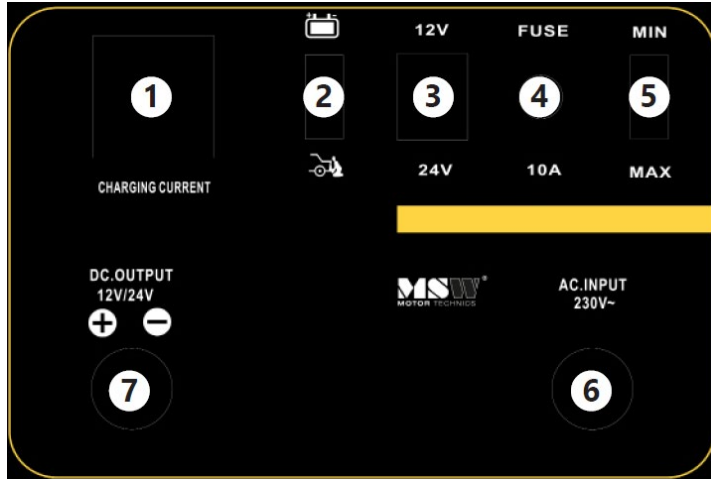 12V FUSE MIN
1 2 3 4 5
24V 10A MAX
CHARGING CURRENT
DC.OUTPUT
12V/24V
MSW®
MOTOR TECHNICS
AC.INPUT
230V~
7 6